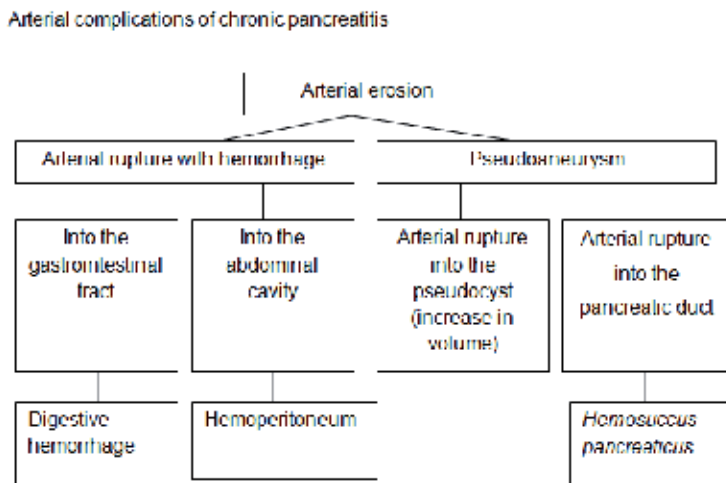 Arterial complications of chronic pancreatitis
Arterial erosion
Arterial rupture with hemorrhage
Pseudoaneurysm
Into the
gastrointestinal
tract
Into the
abdominal
cavity
Arterial rupture
into the
pseudocyst
(increase in
volume)
Arterial rupture
into the
pancreatic duct
Digestive
hemorrhage
Hemoperitoneum
Hemosuccus
pancreaticus